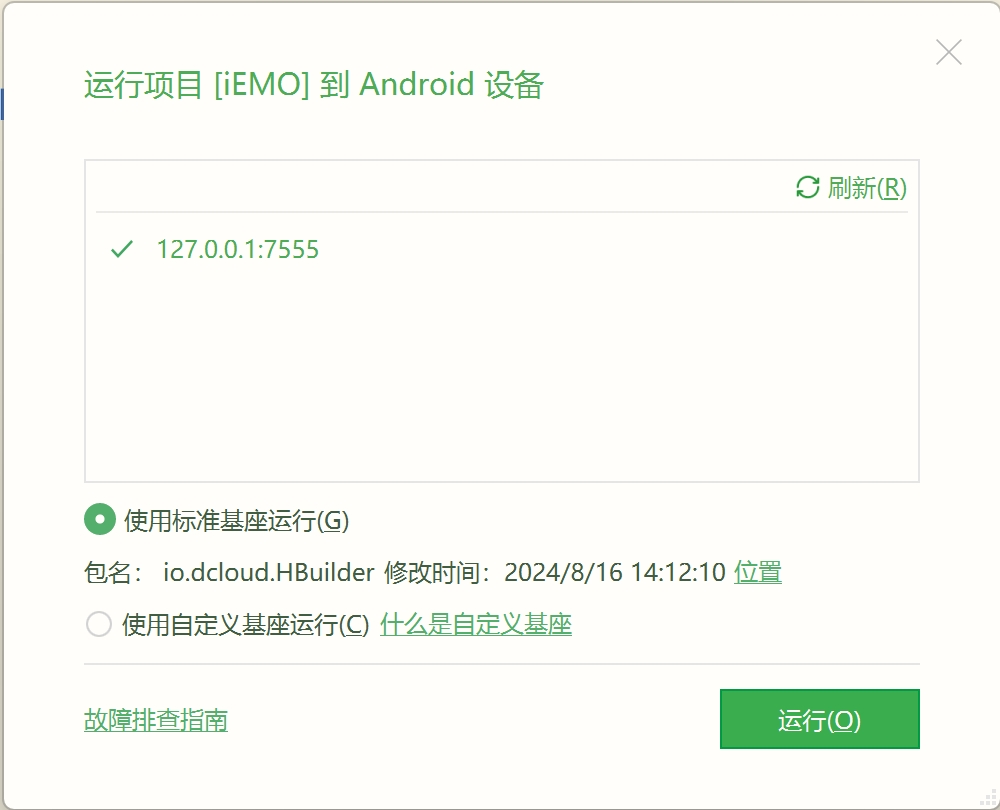 运行项目 [iEMO] 到 Android 设备
刷新(R)
127.0.0.1:7555
使用标准基座运行(G)
包名： io.dcloud.HBuilder 修改时间：2024/8/16 14:12:10 位置
使用自定义基座运行(C) 什么是自定义基座
故障排查指南
运行(O)